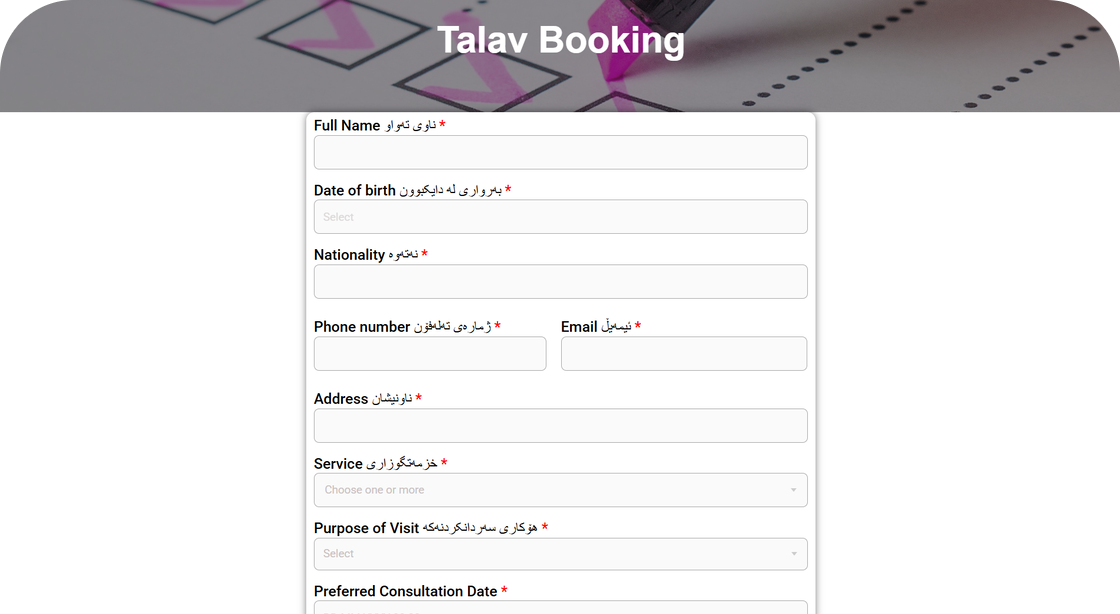 Talav Booking
Full Name ناوی تەواو *
Date of birth بەرواری لە دایکبوون *
Select
Nationality نەتەوە *
Phone number ژمارەی تەلەفۆن *
Email ئیمەیڵ *
Address ناونیشان *
Service خزمەتگوزاری *
Choose one or more
Purpose of Visit هۆکاری سەردانکردنەکە *
Select
Preferred Consultation Date *